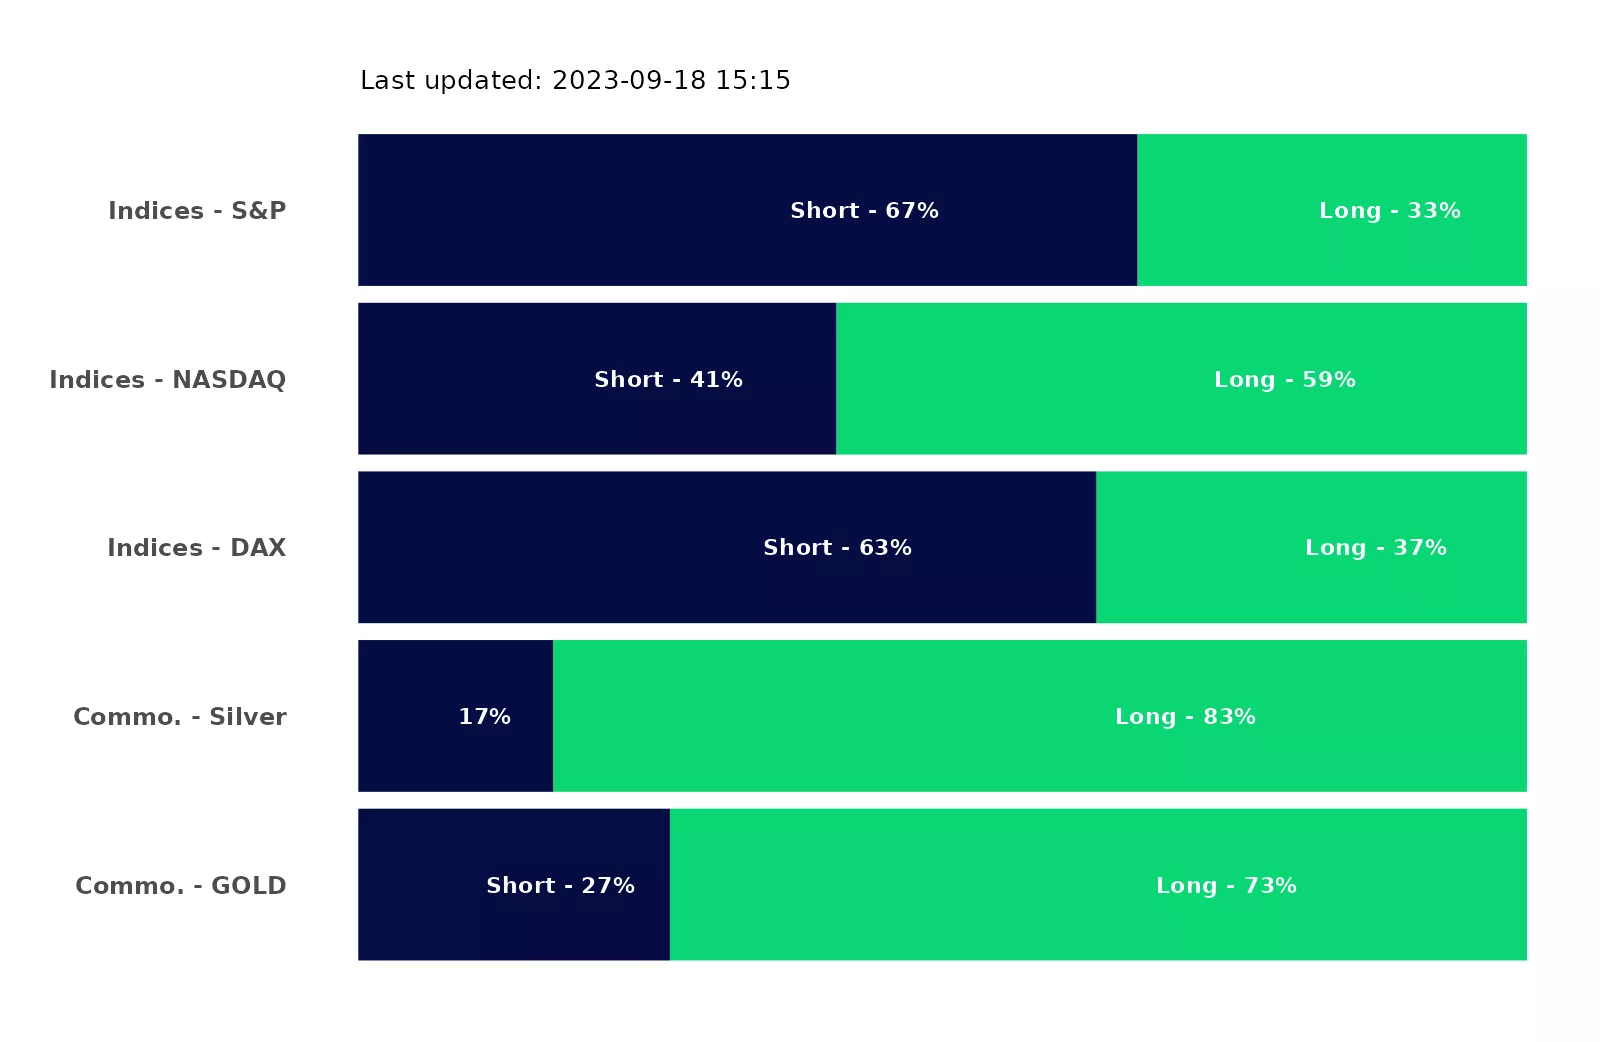 Last updated: 2023-09-18 15:15
Indices - S&P Short - 67% Long - 33%
Indices - NASDAQ Short - 41% Long - 59%
Indices - DAX Short - 63% Long - 37%
Commo. - Silver 17% Long - 83%
Commo. - GOLD Short - 27% Long - 73%